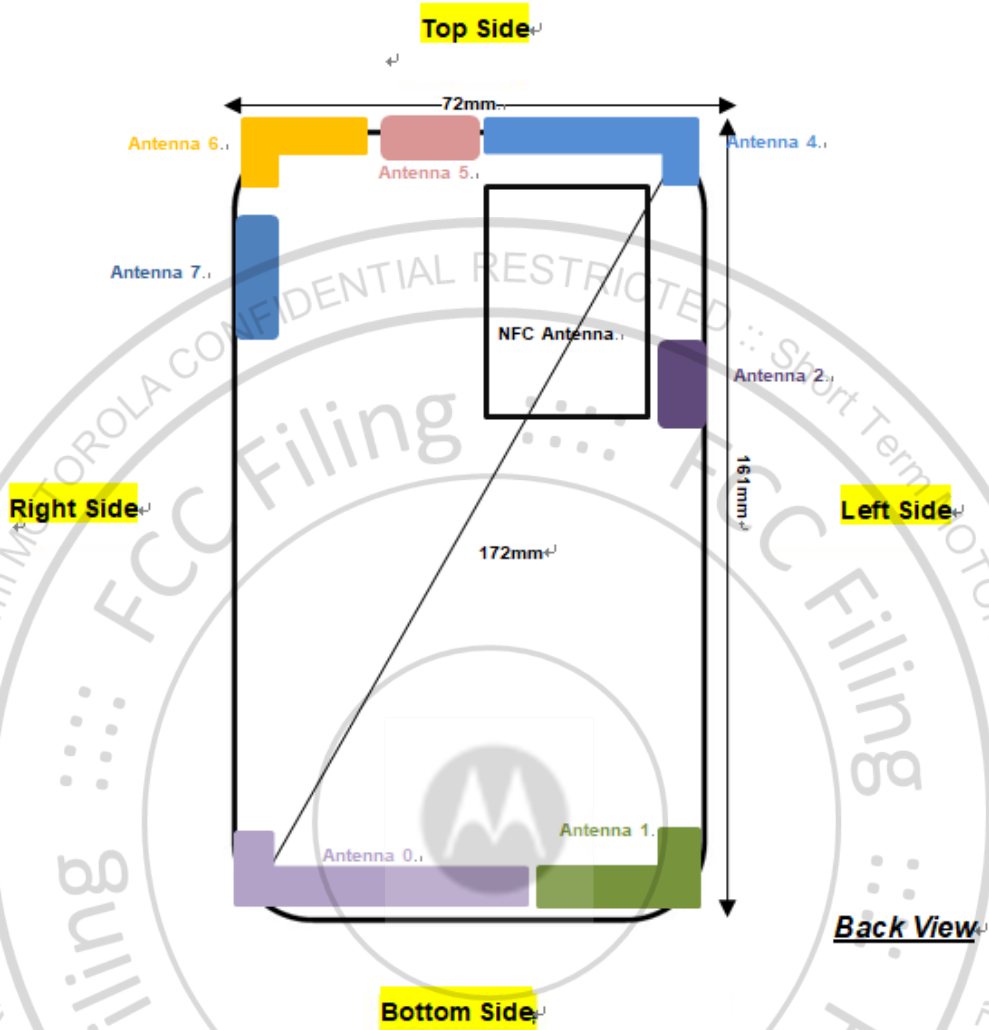 Top Side
72mm
Antenna 6.
Antenna 4.
Antenna 5.
Antenna 7.
NFC Antenna.
Antenna 2.
161mm
Right Side
Left Side
172mm
Antenna 1.
Antenna 0.
Back View
Bottom Side
MOTOROLA CONFIDENTIAL RESTRICTED :: Short Term MOTO
FCC Filing :::: FCC Filing
:::: Filing